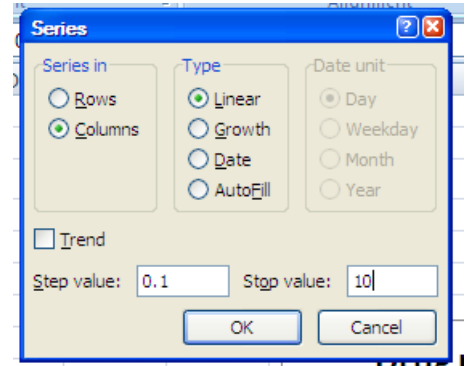 Alignment
Series
Series in
Type
Date unit
Rows
Linear
Day
Columns
Growth
Weekday
Date
Month
AutoFill
Year
Trend
Step value: 0.1
Stop value: 10
OK
Cancel